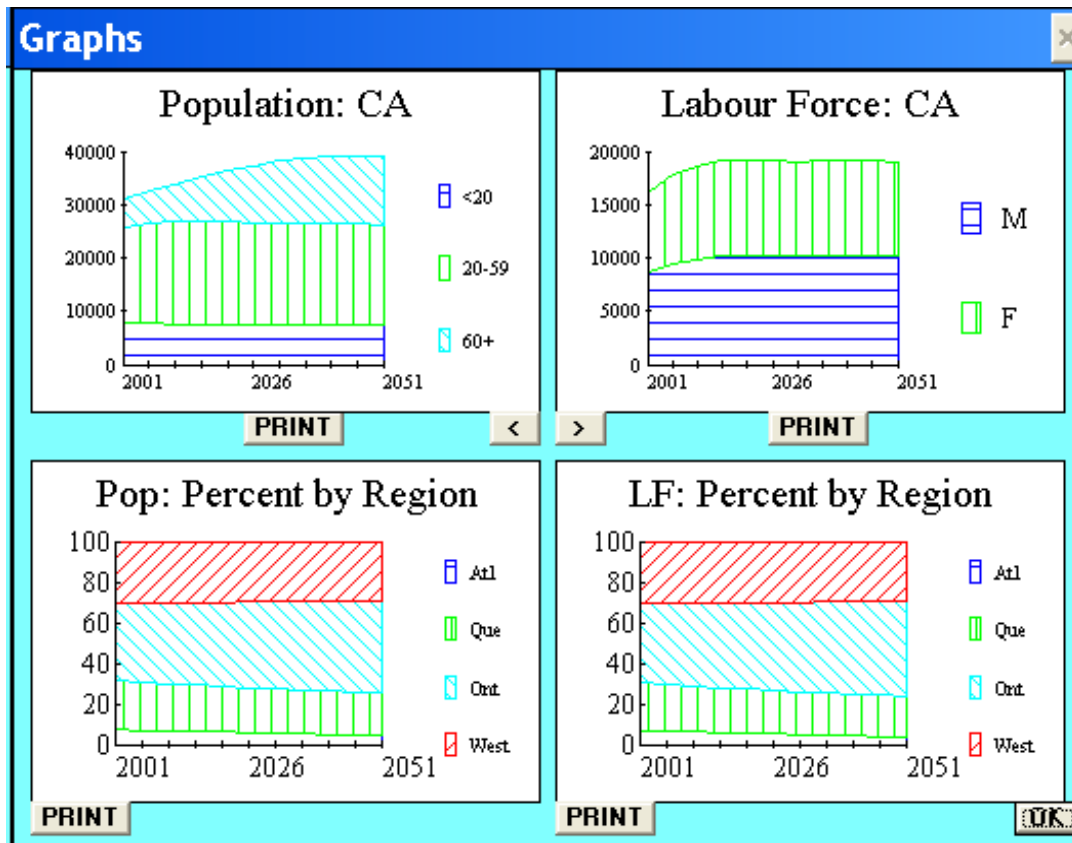 Graphs
Population: CA
40000
30000
20000
10000
0
2001 2026 2051
<20
20-59
60+
PRINT
<
Labour Force: CA
20000
15000
10000
5000
0
2001 2026 2051
M
F
>
PRINT
Pop: Percent by Region
100
80
60
40
20
0
2001 2026 2051
Atl
Que
Ont
West
PRINT
LF: Percent by Region
100
80
60
40
20
0
2001 2026 2051
Atl
Que
Ont
West
PRINT
OK